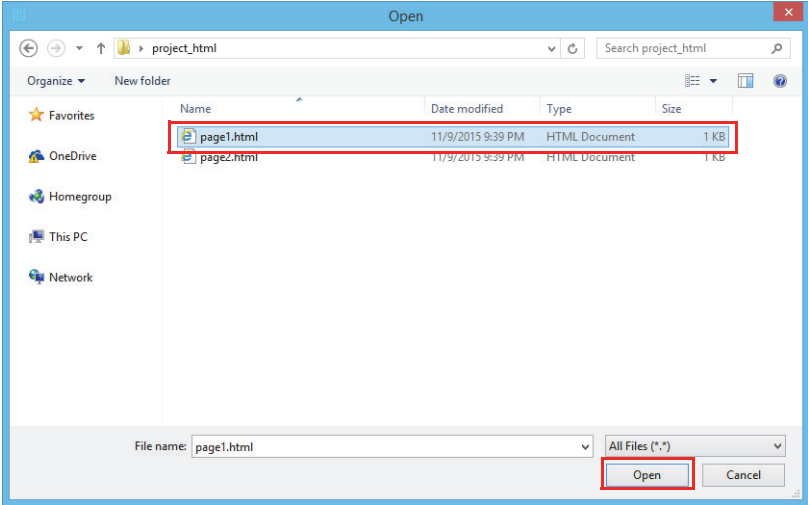 Open
project_html
Search project_html
Organize
New folder
Name Date modified Type Size
Favorites
OneDrive
Homegroup
This PC
Network
page1.html 11/9/2015 9:39 PM HTML Document 1 KB
page2.html 11/9/2015 9:39 PM HTML Document 1 KB
File name: page1.html
All Files (*.*)
Open
Cancel